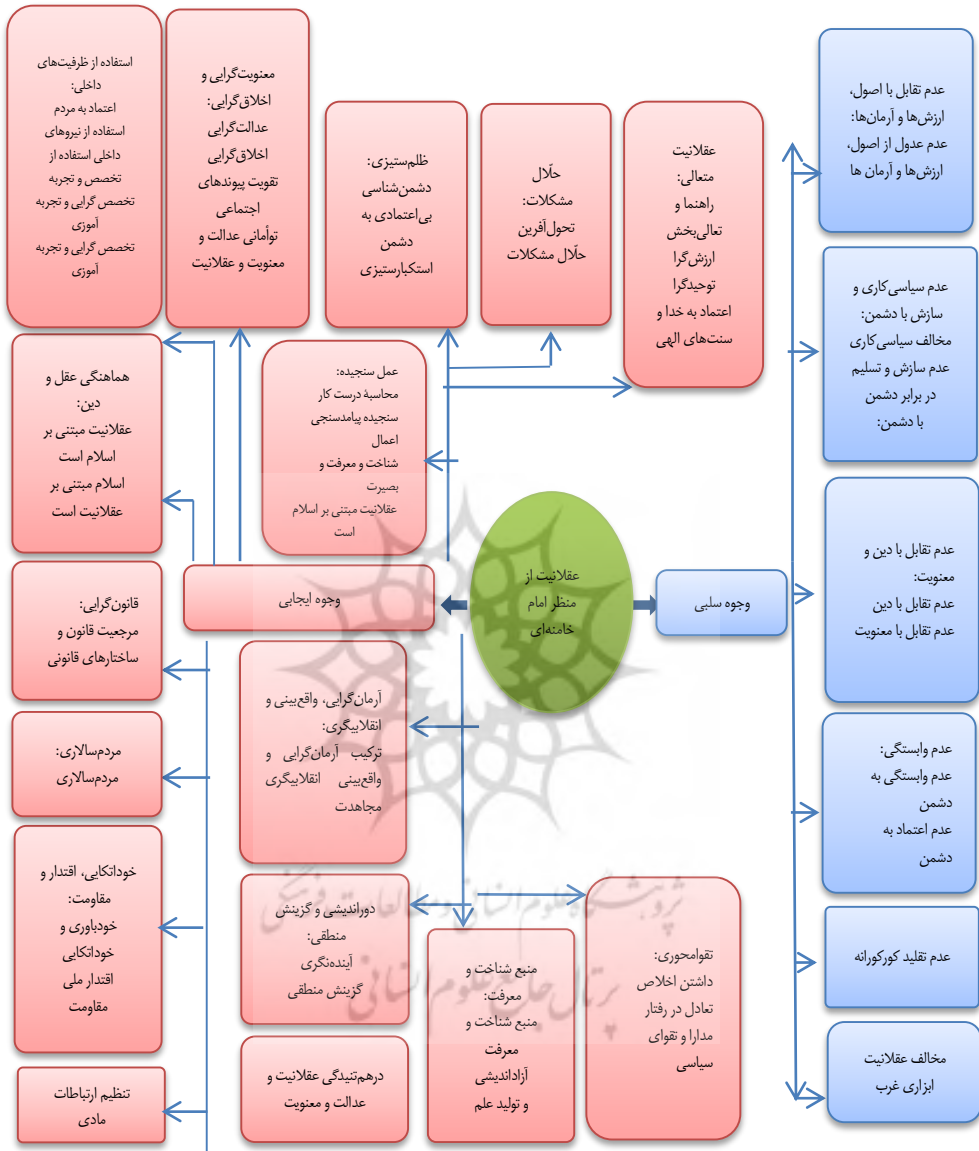 عدم تقابل با اصول،
ارزش‌ها و آرمان‌ها:
عدم عدول از اصول،
ارزش‌ها و آرمان ها
عدم سیاسی‌کاری و
سازش با دشمن:
مخالف سیاسی‌کاری
عدم سازش و تسلیم
در برابر دشمن
با دشمن:
عدم تقابل با دین و
معنویت:
عدم تقابل با دین
عدم تقابل با معنویت
عدم وابستگی:
عدم وابستگی به
دشمن
عدم اعتماد به
دشمن
عدم تقلید کورکورانه
مخالف عقلانیت
ابزاری غرب
وجوه سلبی
عقلانیت از
منظر امام
خامنه‌ای
وجوه ایجابی
عقلانیت
متعالی:
راهنما و
تعالی‌بخش
ارزش‌گرا
توحیدگرا
اعتماد به خدا و
سنت‌های الهی
حلّال
مشکلات:
تحول‌آفرین
حلّال مشکلات
ظلم‌ستیزی:
دشمن‌شناسی
بی‌اعتمادی به
دشمن
استکبارستیزی
معنویت‌گرایی و
اخلاق‌گرایی:
عدالت‌گرایی
اخلاق‌گرایی
تقویت پیوندهای
اجتماعی
توأمانی عدالت و
معنویت و عقلانیت
استفاده از ظرفیت‌های
داخلی:
اعتماد به مردم
استفاده از نیروهای
داخلی استفاده از
تخصص و تجربه
تخصص گرایی و تجربه
آموزی
تخصص گرایی و تجربه
آموزی
عمل سنجیده:
محاسبهٔ درست کار
سنجیده پیامدسنجی
اعمال
شناخت و معرفت و
بصیرت
عقلانیت مبتنی بر اسلام
است
هماهنگی عقل و
دین:
عقلانیت مبتنی بر
اسلام است
اسلام مبتنی بر
عقلانیت است
قانون‌گرایی:
مرجعیت قانون و
ساختارهای قانونی
مردم‌سالاری:
مردم‌سالاری
خوداتکایی، اقتدار و
مقاومت:
خودباوری و
خوداتکایی
اقتدار ملی
مقاومت
تنظیم ارتباطات
مادی
آرمان‌گرایی، واقع‌بینی و
انقلابیگری:
ترکیب آرمان‌گرایی و
واقع‌بینی انقلابیگری
مجاهدت
دوراندیشی و گزینش
منطقی:
آینده‌نگری
گزینش منطقی
درهم‌تنیدگی عقلانیت و
عدالت و معنویت
منبع شناخت و
معرفت:
منبع شناخت و
معرفت
آزاداندیشی
و تولید علم
تقوامحوری:
داشتن اخلاص
تعادل در رفتار
مدارا و تقوای
سیاسی
پژوهشگاه علوم انسانی و مطالعات فرهنگی
پرتال جامع علوم انسانی